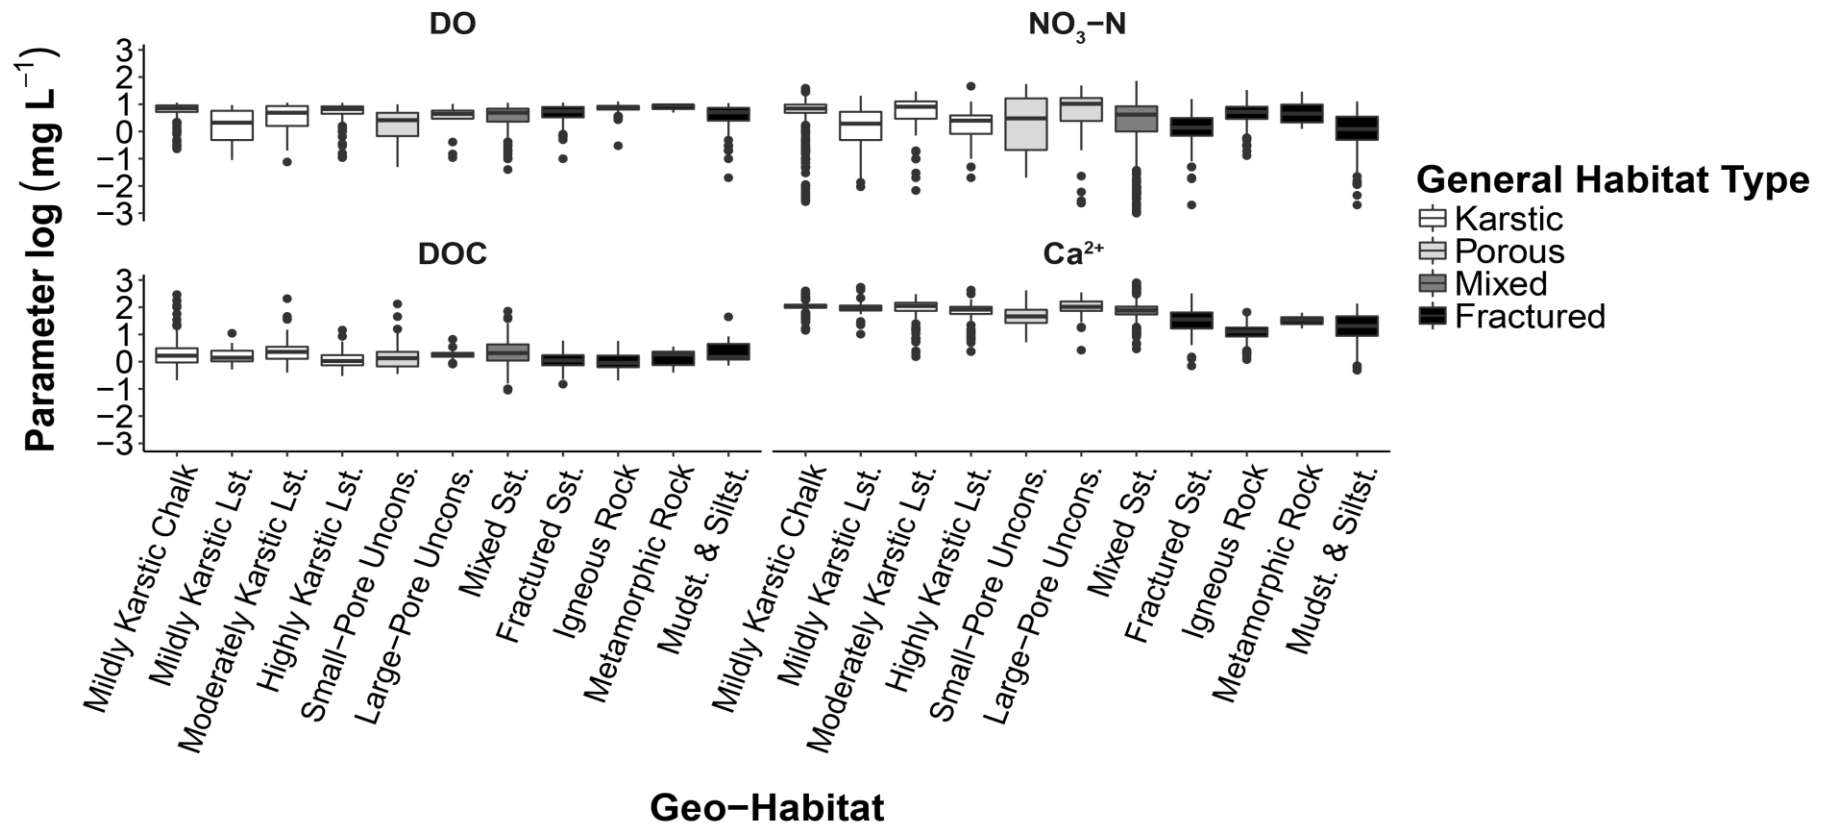 DO
NO₃−N
3
2
1
0
−1
−2
−3
DOC
Ca²⁺
3
2
1
0
−1
−2
−3
Parameter log (mg L⁻¹)
Mildly Karstic Chalk
Mildly Karstic Lst.
Moderately Karstic Lst.
Highly Karstic Lst.
Small−Pore Uncons.
Large−Pore Uncons.
Mixed Sst.
Fractured Sst.
Igneous Rock
Metamorphic Rock
Mudst. & Siltst.
Mildly Karstic Chalk
Mildly Karstic Lst.
Moderately Karstic Lst.
Highly Karstic Lst.
Small−Pore Uncons.
Large−Pore Uncons.
Mixed Sst.
Fractured Sst.
Igneous Rock
Metamorphic Rock
Mudst. & Siltst.
Geo−Habitat
General Habitat Type
Karstic
Porous
Mixed
Fractured